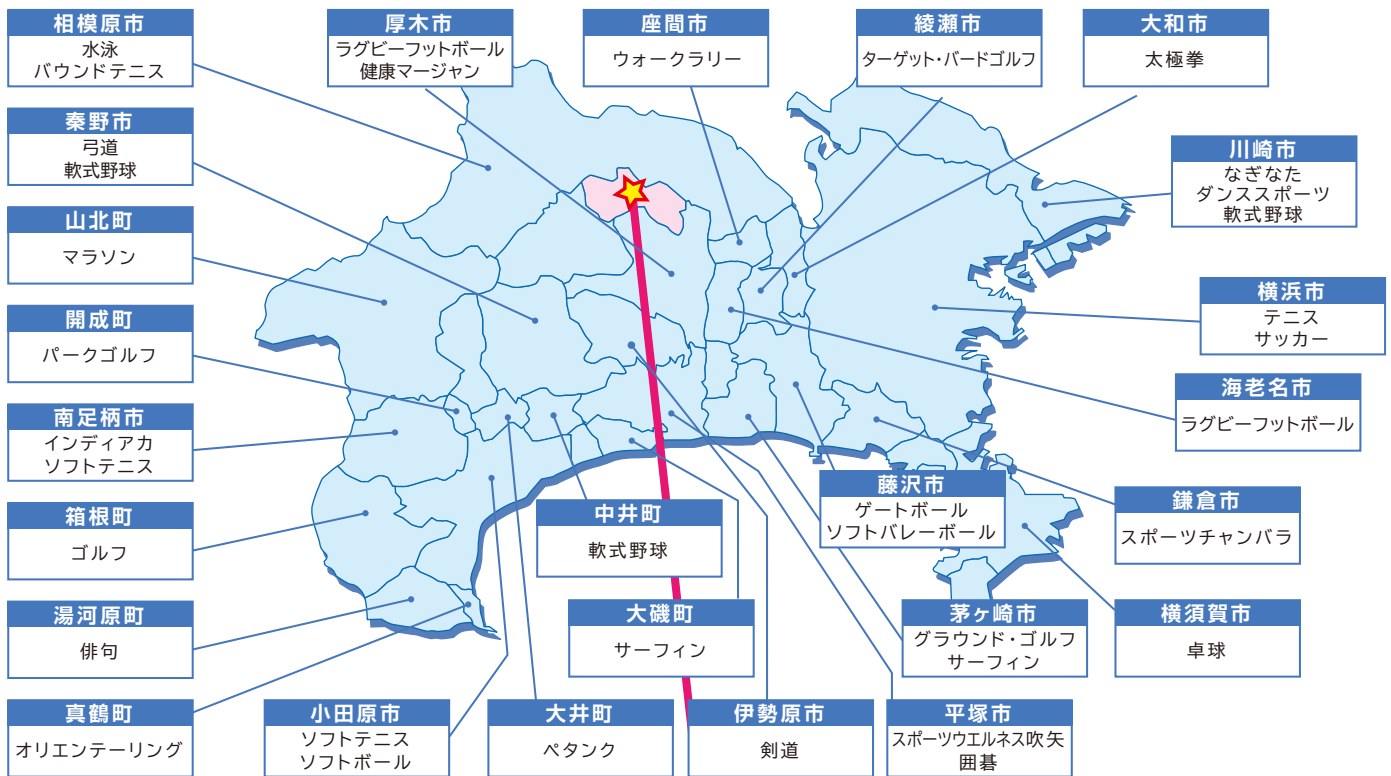 相模原市
水泳
バウンドテニス
厚木市
ラグビーフットボール
健康マージャン
座間市
ウォークラリー
綾瀬市
ターゲット・バードゴルフ
大和市
太極拳
秦野市
弓道
軟式野球
川崎市
なぎなた
ダンススポーツ
軟式野球
山北町
マラソン
横浜市
テニス
サッカー
開成町
パークゴルフ
海老名市
ラグビーフットボール
南足柄市
インディアカ
ソフトテニス
藤沢市
ゲートボール
ソフトバレーボール
鎌倉市
スポーツチャンバラ
箱根町
ゴルフ
中井町
軟式野球
湯河原町
俳句
大磯町
サーフィン
茅ヶ崎市
グラウンド・ゴルフ
サーフィン
横須賀市
卓球
真鶴町
オリエンテーリング
小田原市
ソフトテニス
ソフトボール
大井町
ペタンク
伊勢原市
剣道
平塚市
スポーツウエルネス吹矢
囲碁